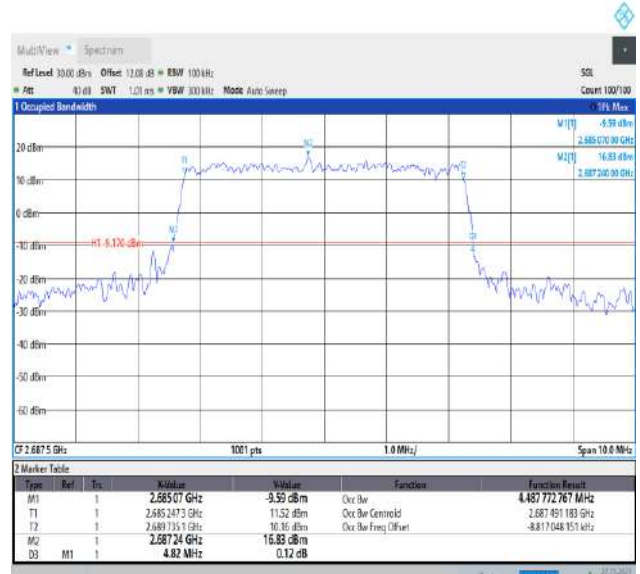 MultiView Spectrum
Ref Level 30.00 dBm Offset 12.08 dB RBW 100 kHz SGL
Att 40 dB SWT 1.01 ms VBW 300 kHz Mode Auto Sweep Count 100/100
1 Occupied Bandwidth 1Pk Max
M1[1] -9.59 dBm
2.685 070 00 GHz
M2[1] 16.83 dBm
2.687 240 00 GHz
20 dBm
10 dBm
0 dBm
-10 dBm
H1 -9.170 dBm
-20 dBm
-30 dBm
-40 dBm
-50 dBm
-60 dBm
M2
T1
CF 2.687 5 GHz 1001 pts 1.0 MHz/ Span 10.0 MHz
2 Marker Table
Type Ref Trc X-Value Y-Value Function Function Result
M1 1 2.685 07 GHz -9.59 dBm Occ Bw 4.487 772 767 MHz
T1 1 2.685 247 3 GHz 11.52 dBm Occ Bw Centroid 2.687 491 183 GHz
T2 1 2.689 735 1 GHz 10.16 dBm Occ Bw Freq Offset -8.817 048 151 kHz
M2 1 2.687 24 GHz 16.83 dBm
D3 M1 1 4.82 MHz 0.12 dB